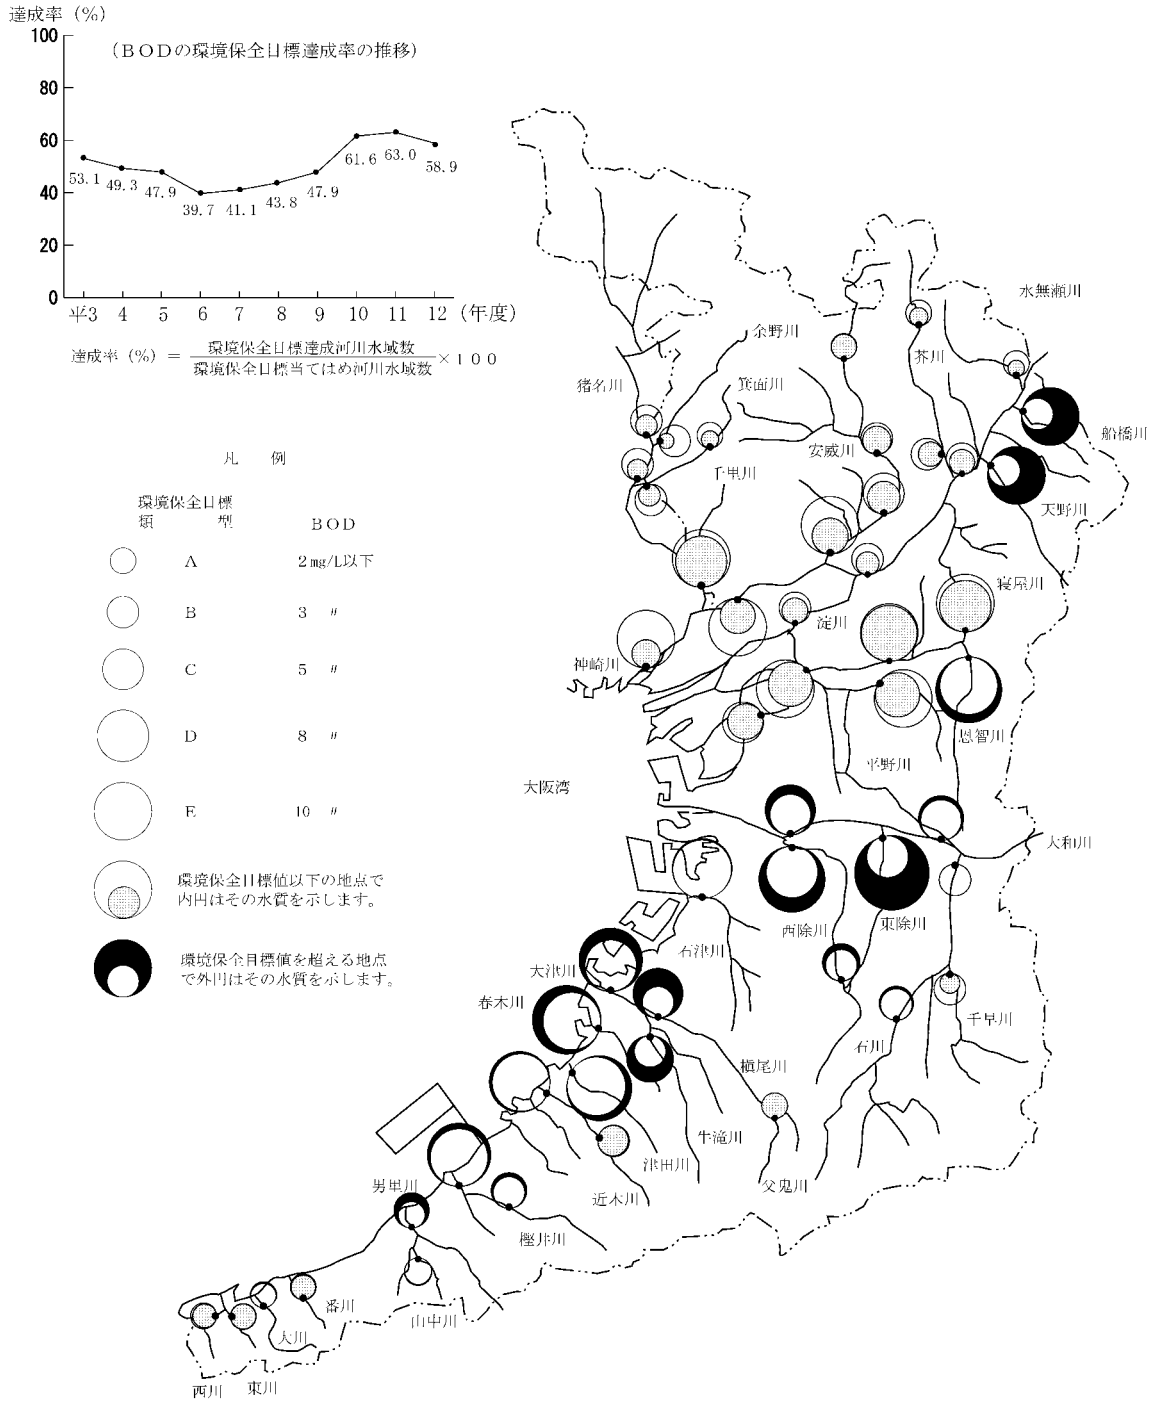 達成率（％）
（ＢＯＤの環境保全目標達成率の推移）
100
80
60
40
20
0
53.1
49.3
47.9
39.7
41.1
43.8
47.9
61.6
63.0
58.9
平3 4 5 6 7 8 9 10 11 12（年度）
達成率（％）＝ 環境保全目標達成河川水域数
環境保全目標当てはめ河川水域数 ×１００
凡　例
環境保全目標
類　型 ＢＯＤ
Ａ 2㎎/L以下
Ｂ 3 〃
Ｃ 5 〃
Ｄ 8 〃
Ｅ 10 〃
環境保全目標値以下の地点で
内円はその水質を示します。
環境保全目標値を超える地点
で外円はその水質を示します。
水無瀬川
余野川
芥川
猪名川
箕面川
船橋川
安威川
千里川
天野川
寝屋川
淀川
神崎川
恩智川
平野川
大阪湾
大和川
西除川
東除川
石津川
大津川
春木川
千早川
石川
槇尾川
牛滝川
津田川
父鬼川
近木川
男里川
樫井川
番川
山中川
大川
西川
東川